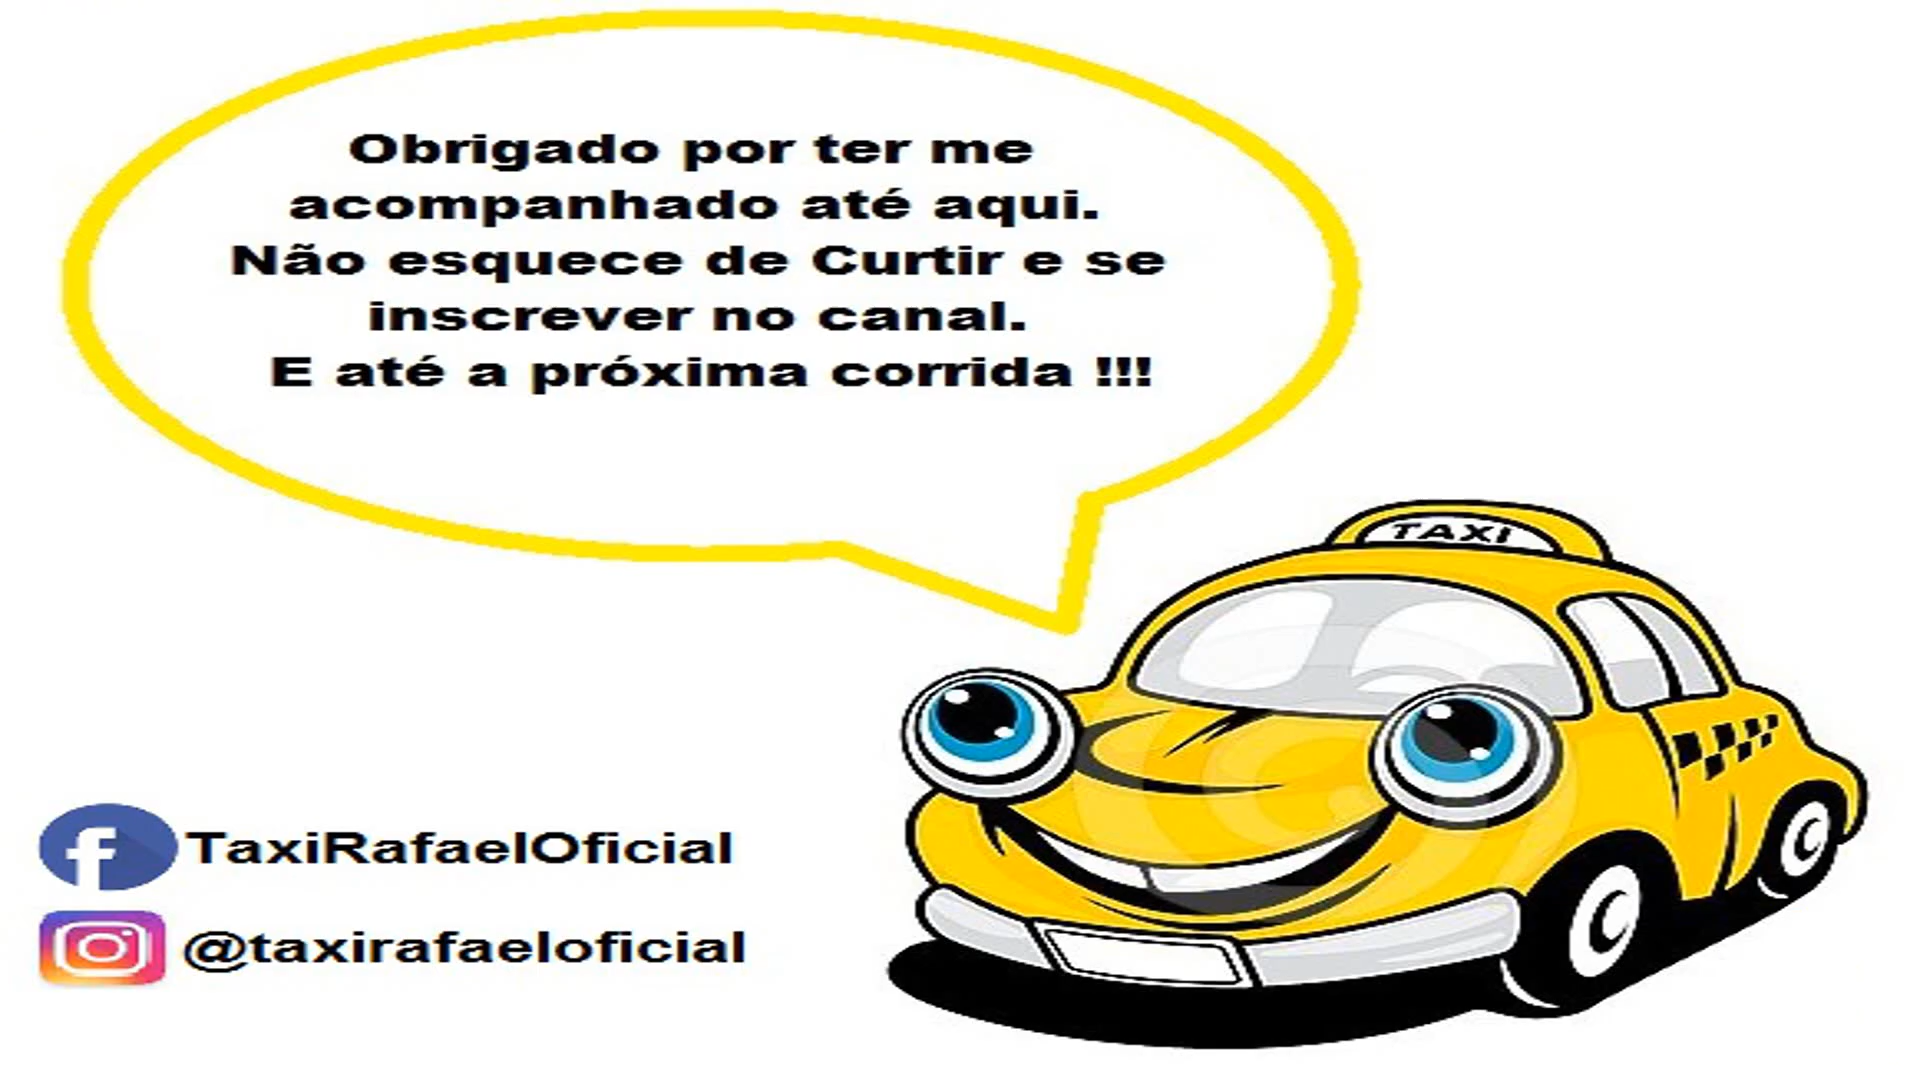 Obrigado por ter me
acompanhado até aqui.
Não esquece de Curtir e se
inscrever no canal.
E até a próxima corrida !!!
TAXI
TaxiRafaelOficial
@taxirafaeloficial